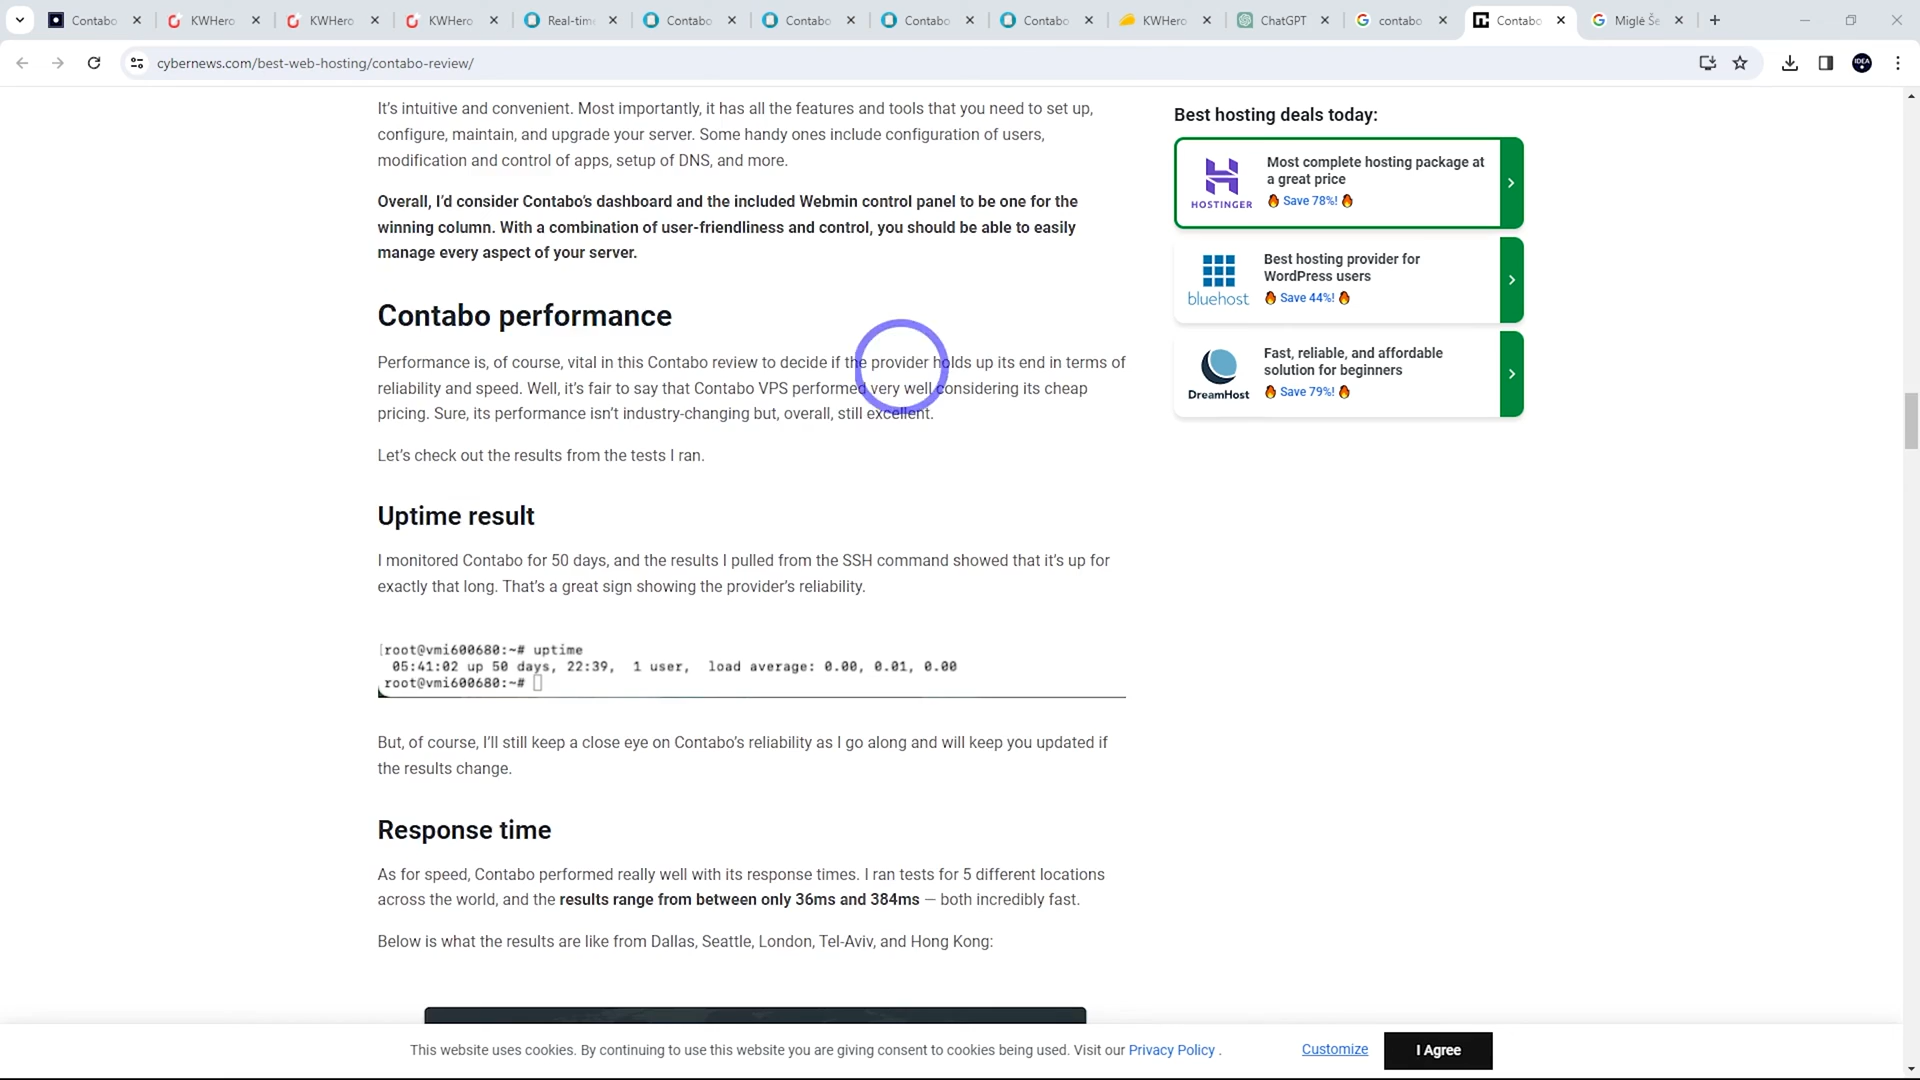 Contabo
KWHero
KWHero
KWHero
Real-time
Contabo
Contabo
Contabo
Contabo
KWHero
ChatGPT
contabo
Contabo
Miglė Še
cybernews.com/best-web-hosting/contabo-review/
IDEA
It's intuitive and convenient. Most importantly, it has all the features and tools that you need to set up,
configure, maintain, and upgrade your server. Some handy ones include configuration of users,
modification and control of apps, setup of DNS, and more.
Overall, I'd consider Contabo's dashboard and the included Webmin control panel to be one for the
winning column. With a combination of user-friendliness and control, you should be able to easily
manage every aspect of your server.
Contabo performance
Performance is, of course, vital in this Contabo review to decide if the provider holds up its end in terms of
reliability and speed. Well, it's fair to say that Contabo VPS performed very well considering its cheap
pricing. Sure, its performance isn't industry-changing but, overall, still excellent.
Let's check out the results from the tests I ran.
Uptime result
I monitored Contabo for 50 days, and the results I pulled from the SSH command showed that it's up for
exactly that long. That's a great sign showing the provider's reliability.
[root@vmi600680:~# uptime
05:41:02 up 50 days, 22:39, 1 user, load average: 0.00, 0.01, 0.00
root@vmi600680:~#
But, of course, I'll still keep a close eye on Contabo's reliability as I go along and will keep you updated if
the results change.
Response time
As for speed, Contabo performed really well with its response times. I ran tests for 5 different locations
across the world, and the results range from between only 36ms and 384ms — both incredibly fast.
Below is what the results are like from Dallas, Seattle, London, Tel-Aviv, and Hong Kong:
Best hosting deals today:
HOSTINGER
Most complete hosting package at
a great price
🔥 Save 78%! 🔥
bluehost
Best hosting provider for
WordPress users
🔥 Save 44%! 🔥
DreamHost
Fast, reliable, and affordable
solution for beginners
🔥 Save 79%! 🔥
This website uses cookies. By continuing to use this website you are giving consent to cookies being used. Visit our Privacy Policy .
Customize
I Agree